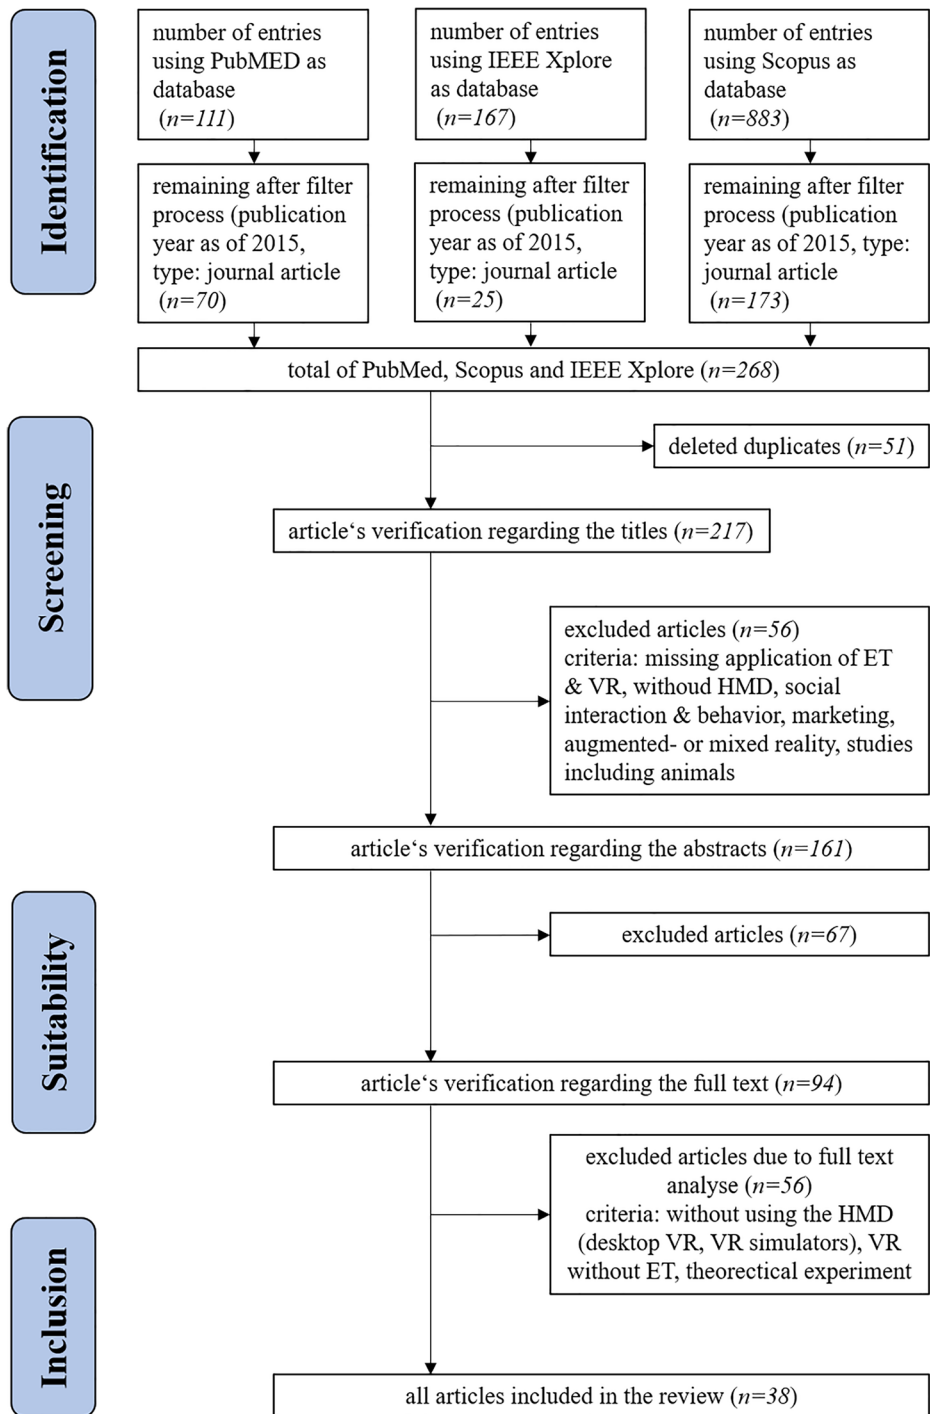 Identification
number of entries
using PubMED as
database
(n=111)
number of entries
using IEEE Xplore
as database
(n=167)
number of entries
using Scopus as
database
(n=883)
remaining after filter
process (publication
year as of 2015,
type: journal article
(n=70)
remaining after filter
process (publication
year as of 2015,
type: journal article
(n=25)
remaining after filter
process (publication
year as of 2015, type:
journal article
(n=173)
total of PubMed, Scopus and IEEE Xplore (n=268)
Screening
deleted duplicates (n=51)
article‘s verification regarding the titles (n=217)
excluded articles (n=56)
criteria: missing application of ET
& VR, withoud HMD, social
interaction & behavior, marketing,
augmented- or mixed reality, studies
including animals
article‘s verification regarding the abstracts (n=161)
Suitability
excluded articles (n=67)
article‘s verification regarding the full text (n=94)
excluded articles due to full text
analyse (n=56)
criteria: without using the HMD
(desktop VR, VR simulators), VR
without ET, theorectical experiment
Inclusion
all articles included in the review (n=38)